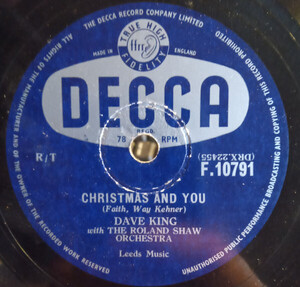 THE DECCA RECORD COMPANY LIMITED
ALL RIGHTS OF THE MANUFACTURER AND OF THE OWNER OF THE RECORDED WORK RESERVED
UNAUTHORISED PUBLIC PERFORMANCE BROADCASTING AND COPYING OF THIS RECORD PROHIBITED
TRUE HIGH
FIDELITY
MADE IN
ENGLAND
DECCA
78 RPM
R/T
(DRX.22455)
F.10791
CHRISTMAS AND YOU
(Faith, Way Kehner)
DAVE KING
with THE ROLAND SHAW
ORCHESTRA
Leeds Music